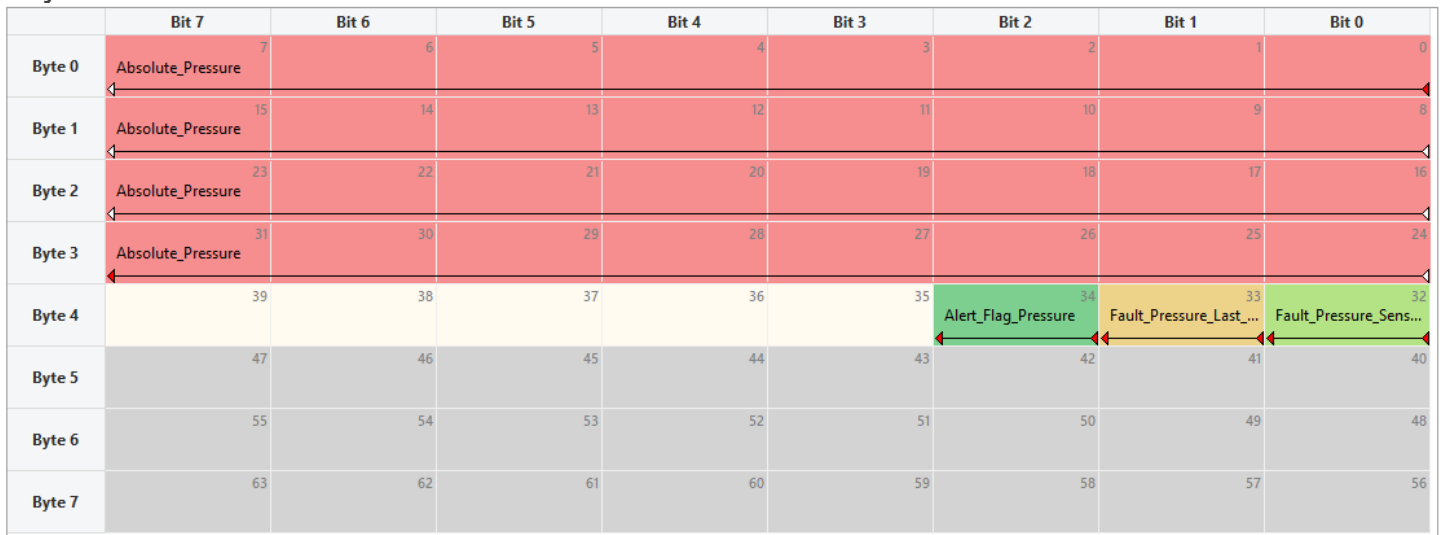 Bit 7 Bit 6 Bit 5 Bit 4 Bit 3 Bit 2 Bit 1 Bit 0
7 6 5 4 3 2 1 0
Byte 0 Absolute_Pressure
15 14 13 12 11 10 9 8
Byte 1 Absolute_Pressure
23 22 21 20 19 18 17 16
Byte 2 Absolute_Pressure
31 30 29 28 27 26 25 24
Byte 3 Absolute_Pressure
39 38 37 36 35 34 33 32
Byte 4 Alert_Flag_Pressure Fault_Pressure_Last_... Fault_Pressure_Sens...
47 46 45 44 43 42 41 40
Byte 5
55 54 53 52 51 50 49 48
Byte 6
63 62 61 60 59 58 57 56
Byte 7